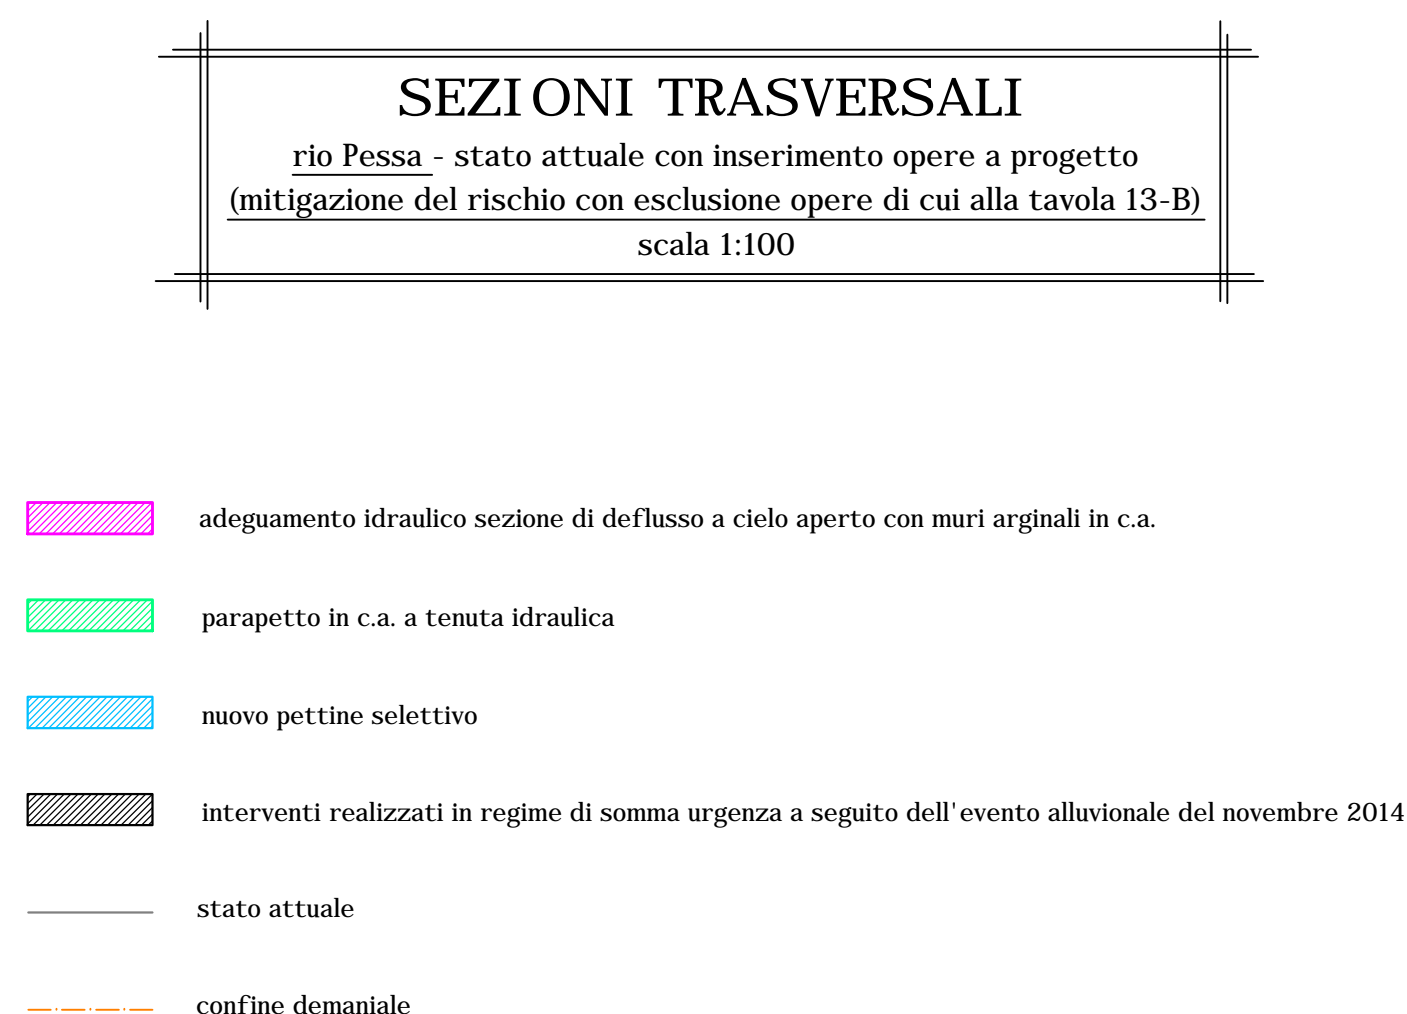 SEZIONI TRASVERSALI
rio Pessa - stato attuale con inserimento opere a progetto
(mitigazione del rischio con esclusione opere di cui alla tavola 13-B)
scala 1:100
adeguamento idraulico sezione di deflusso a cielo aperto con muri arginali in c.a.
parapetto in c.a. a tenuta idraulica
nuovo pettine selettivo
interventi realizzati in regime di somma urgenza a seguito dell'evento alluvionale del novembre 2014
stato attuale
confine demaniale